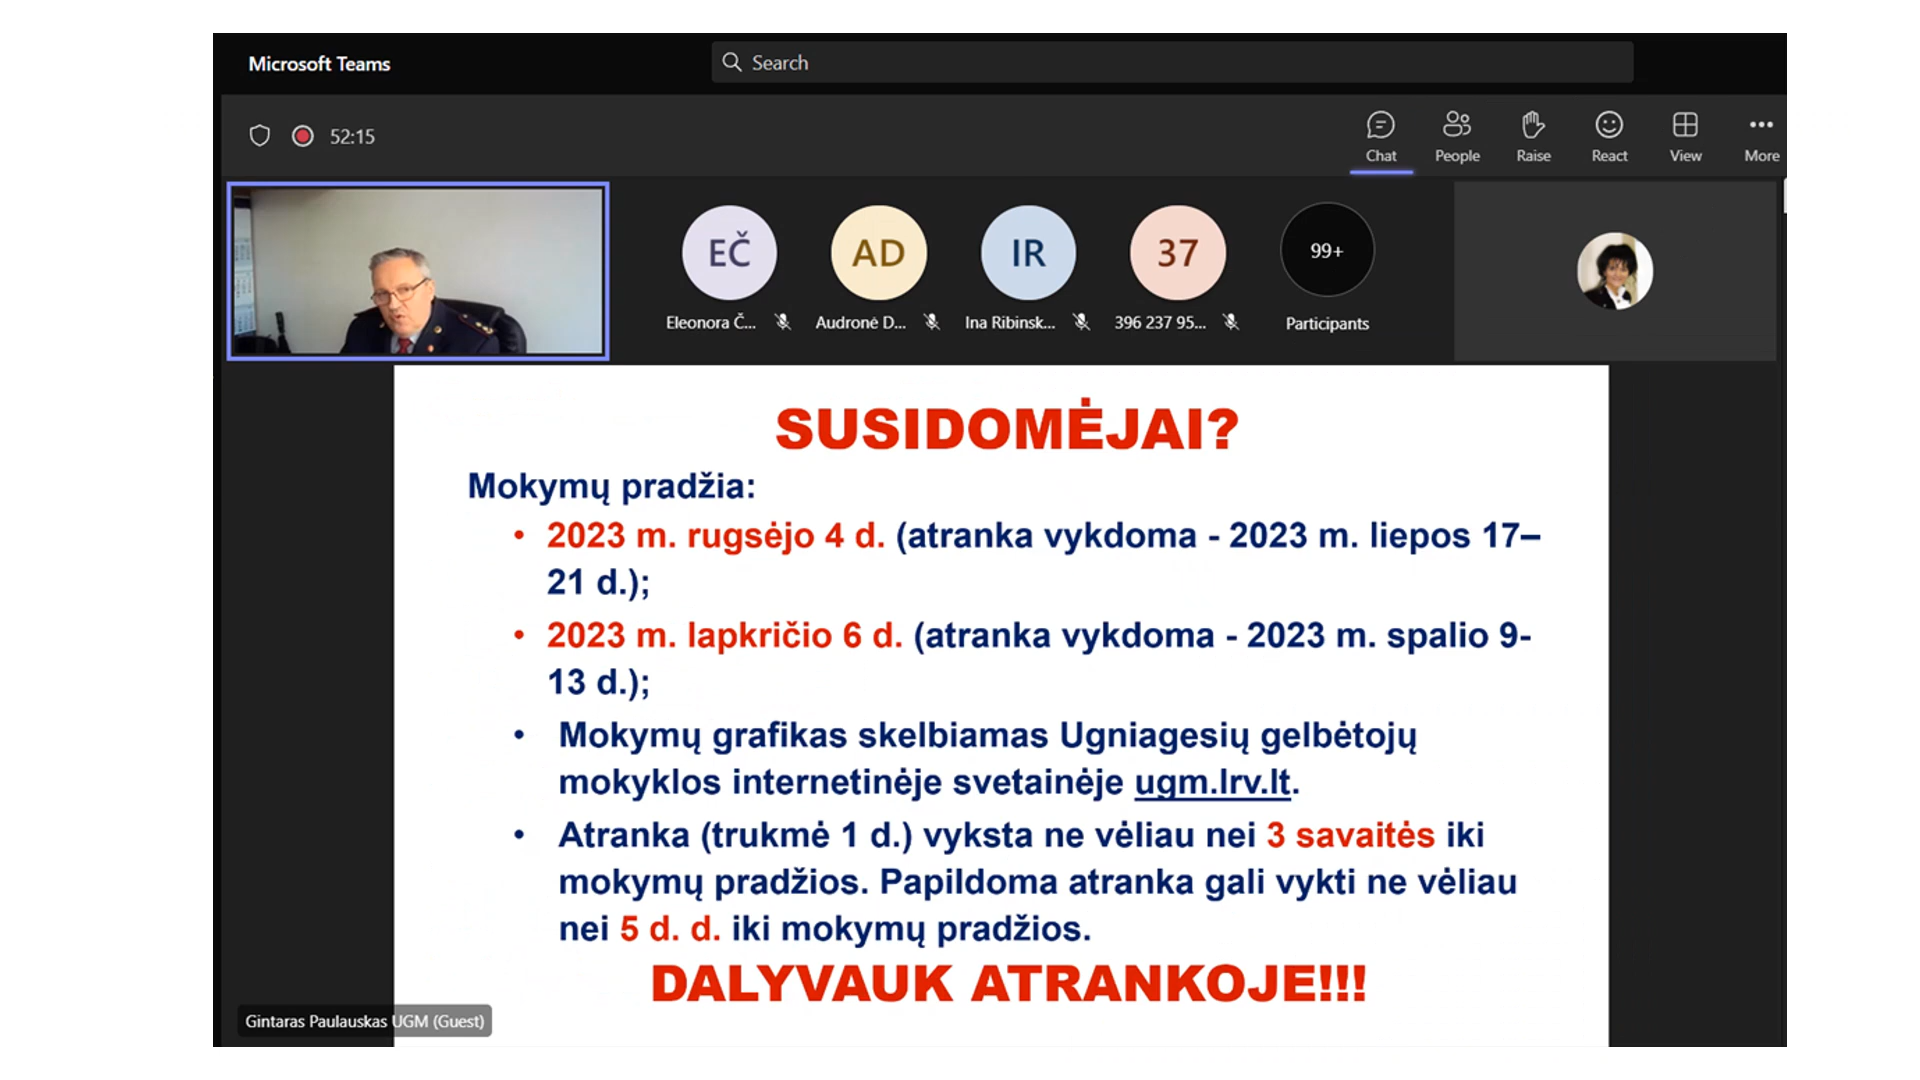 Microsoft Teams
Search
52:15
Chat
People
Raise
React
View
More
EČ
AD
IR
37
99+
Eleonora Č...
Audronė D...
Ina Ribinsk...
396 237 95...
Participants
SUSIDOMĖJAI?
Mokymų pradžia:
• 2023 m. rugsėjo 4 d. (atranka vykdoma - 2023 m. liepos 17–
21 d.);
• 2023 m. lapkričio 6 d. (atranka vykdoma - 2023 m. spalio 9-
13 d.);
• Mokymų grafikas skelbiamas Ugniagesių gelbėtojų
mokyklos internetinėje svetainėje ugm.lrv.lt.
• Atranka (trukmė 1 d.) vyksta ne vėliau nei 3 savaitės iki
mokymų pradžios. Papildoma atranka gali vykti ne vėliau
nei 5 d. d. iki mokymų pradžios.
DALYVAUK ATRANKOJE!!!
Gintaras Paulauskas UGM (Guest)